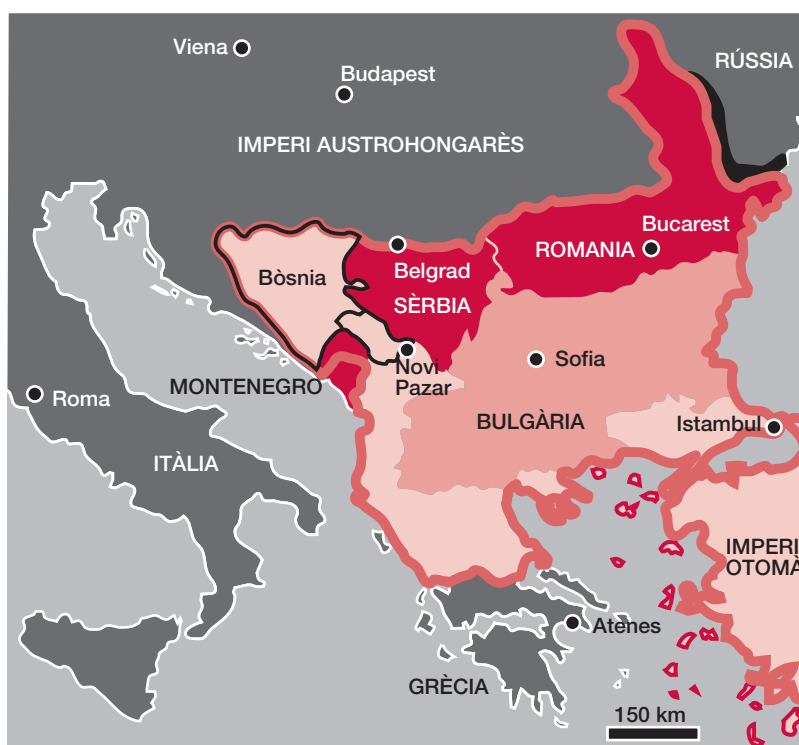 Viena
Budapest
RÚSSIA
IMPERI AUSTROHONGARÈS
Bucarest
ROMANIA
Bòsnia
Belgrad
SÈRBIA
Novi
Pazar
Sofia
MONTENEGRO
Roma
BULGÀRIA
Istambul
ITÀLIA
IMPERI
OTOMÀ
Atenes
GRÈCIA
150 km